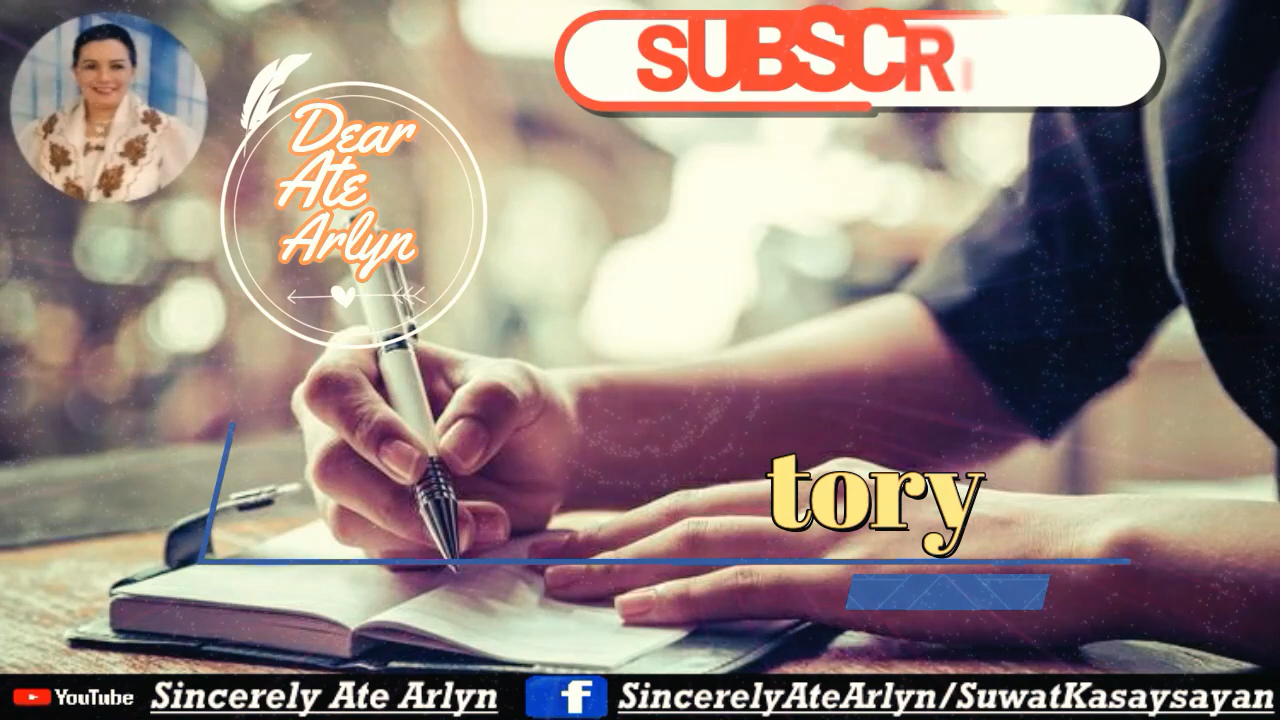 SUBSCR
Dear
Ate
Arlyn
tory
YouTube Sincerely Ate Arlyn f SincerelyAteArlyn/SuwatKasaysayan